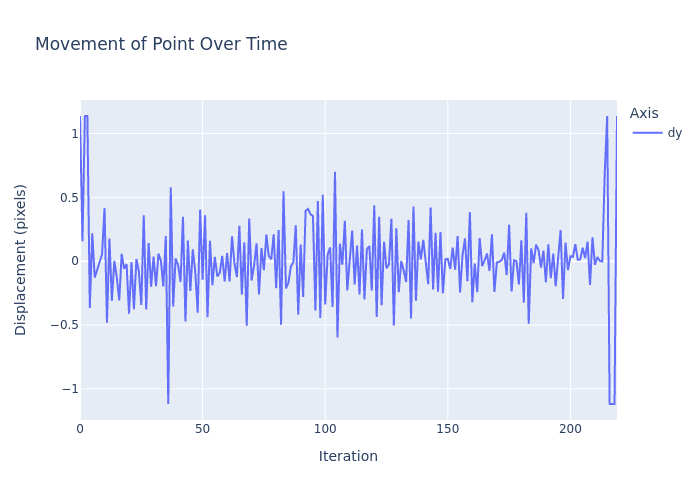 Movement of Point Over Time
Axis
dy
Displacement (pixels)
1
0.5
0
−0.5
−1
0
50
100
150
200
Iteration